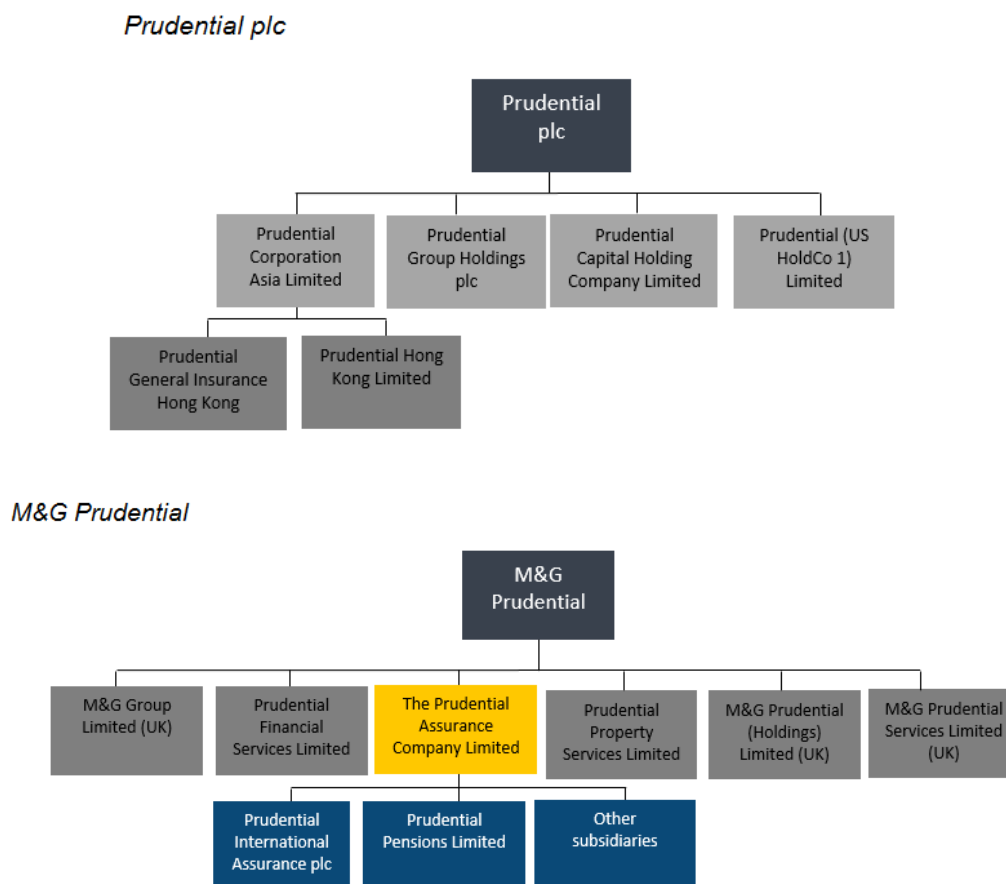 Prudential plc
Prudential
plc
Prudential
Corporation
Asia Limited
Prudential
Group Holdings
plc
Prudential
Capital Holding
Company Limited
Prudential (US
HoldCo 1)
Limited
Prudential
General Insurance
Hong Kong
Prudential Hong
Kong Limited
M&G Prudential
M&G
Prudential
M&G Group
Limited (UK)
Prudential
Financial
Services Limited
The Prudential
Assurance
Company Limited
Prudential
Property
Services Limited
M&G Prudential
(Holdings)
Limited (UK)
M&G Prudential
Services Limited
(UK)
Prudential
International
Assurance plc
Prudential
Pensions Limited
Other
subsidiaries